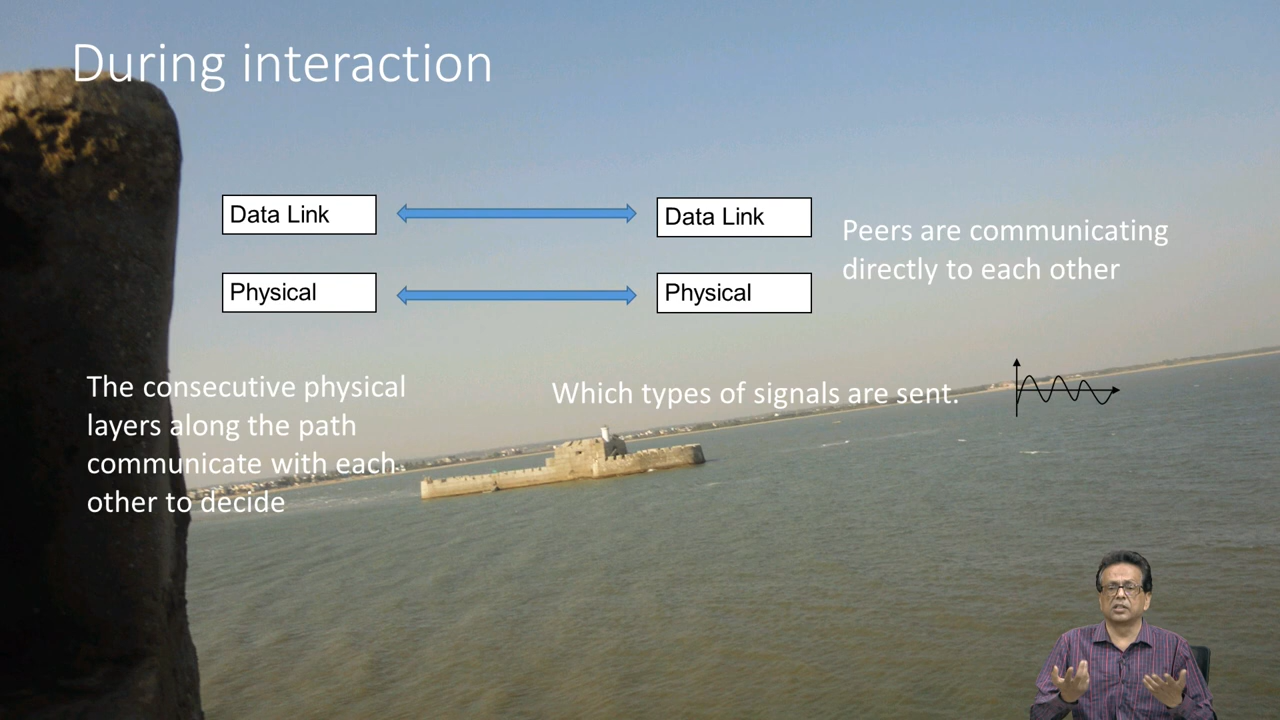 During interaction
Data Link
Data Link
Peers are communicating
directly to each other
Physical
Physical
The consecutive physical
layers along the path
communicate with each
other to decide
Which types of signals are sent.